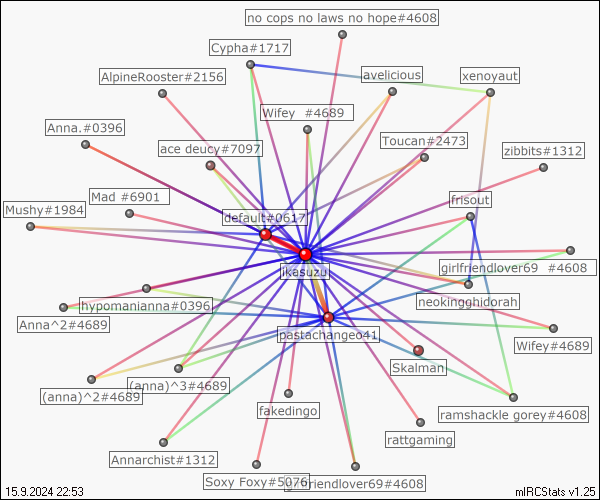 no cops no laws no hope#4608
Cypha#1717
AlpineRooster#2156
avelicious
xenoyaut
Wifey  #4689
Anna.#0396
ace deucy#7097
Toucan#2473
zibbits#1312
Mad #6901
frisout
Mushy#1984
default#0617
ikasuzu
girlfriendlover69  #4608
hypomanianna#0396
neokingghidorah
Anna^2#4689
pastachangeo41
Wifey#4689
Skalman
(anna)^2#4689
(anna)^3#4689
fakedingo
ramshackle gorey#4608
rattgaming
Annarchist#1312
Soxy Foxy#5076
girlfriendlover69#4608
15.9.2024 22:53
mIRCStats v1.25